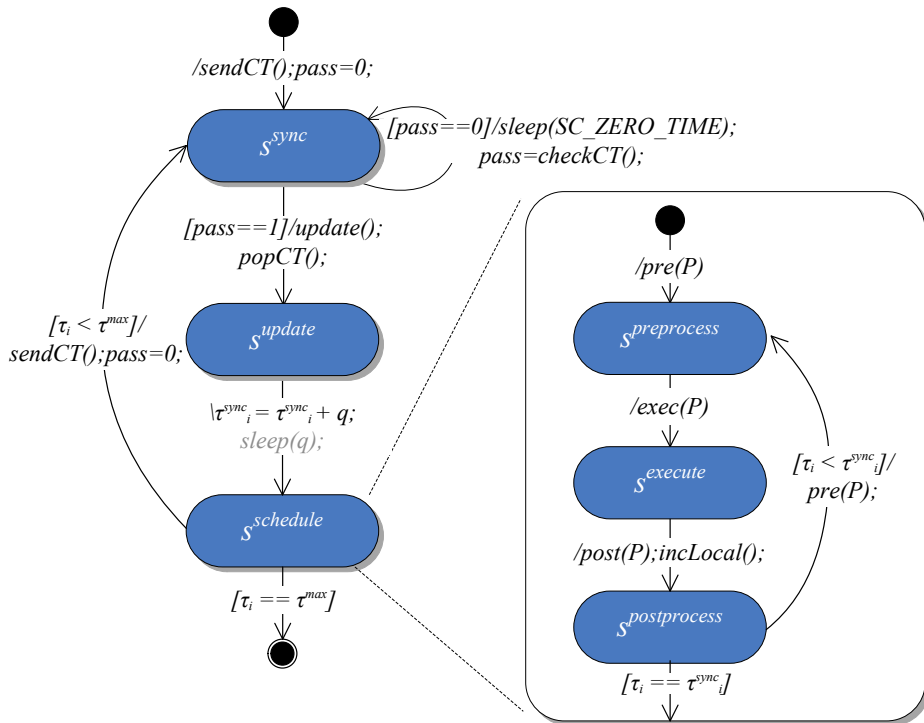 /sendCT();pass=0;
s^sync
[pass==0]/sleep(SC_ZERO_TIME);
pass=checkCT();
[pass==1]/update();
popCT();
s^update
[τ_i < τ^max]/
sendCT();pass=0;
\τ^sync_i = τ^sync_i + q;
sleep(q);
s^schedule
[τ_i == τ^max]
/pre(P)
s^preprocess
/exec(P)
s^execute
[τ_i < τ^sync_i]/
pre(P);
/post(P);incLocal();
s^postprocess
[τ_i == τ^sync_i]